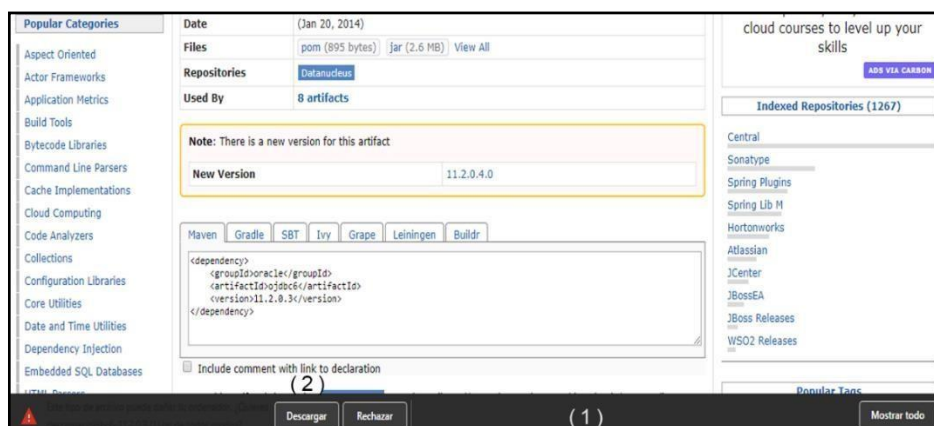 Popular Categories
Aspect Oriented
Actor Frameworks
Application Metrics
Build Tools
Bytecode Libraries
Command Line Parsers
Cache Implementations
Cloud Computing
Code Analyzers
Collections
Configuration Libraries
Core Utilities
Date and Time Utilities
Dependency Injection
Embedded SQL Databases
Date (Jan 20, 2014)
Files pom (895 bytes) jar (2.6 MB) View All
Repositories Datanucleus
Used By 8 artifacts
Note: There is a new version for this artifact
New Version 11.2.0.4.0
Maven Gradle SBT Ivy Grape Leiningen Buildr
<dependency>
<groupId>oracle</groupId>
<artifactId>ojdbc6</artifactId>
<version>11.2.0.3</version>
</dependency>
Include comment with link to declaration
cloud courses to level up your
skills
ADS VIA CARBON
Indexed Repositories (1267)
Central
Sonatype
Spring Plugins
Spring Lib M
Hortonworks
Atlassian
JCenter
JBossEA
JBoss Releases
WSO2 Releases
Popular Tags
(2)
Descargar Rechazar (1) Mostrar todo